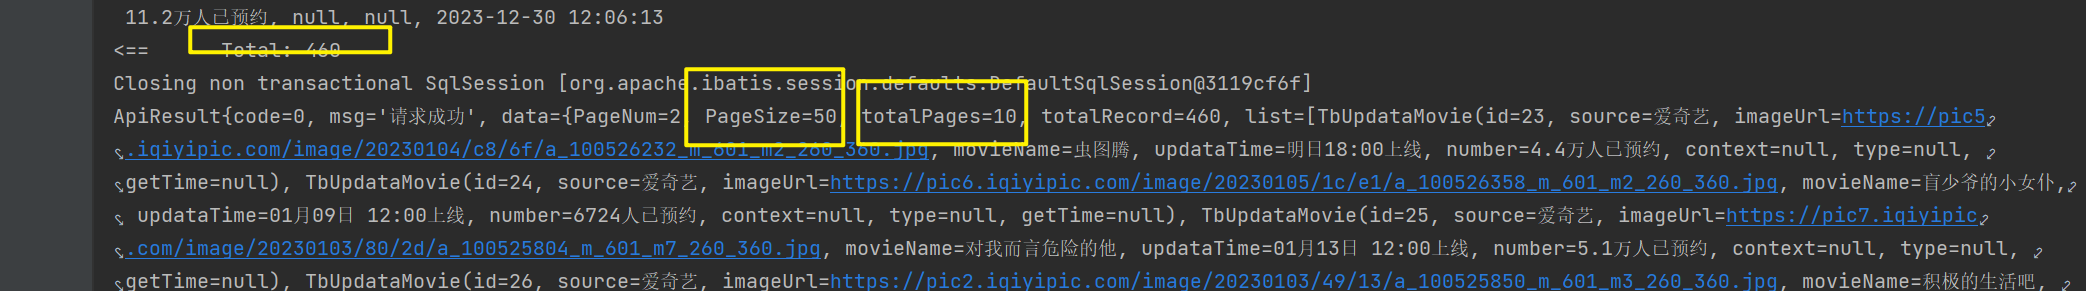 11.2万人已预约, null, null, 2023-12-30 12:06:13
<== Total: 460
Closing non transactional SqlSession [org.apache.ibatis.session.defaults.DefaultSqlSession@3119cf6f]
ApiResult{code=0, msg='请求成功', data={PageNum=2, PageSize=50, totalPages=10, totalRecord=460, list=[TbUpdataMovie(id=23, source=爱奇艺, imageUrl=https://pic5
.iqiyipic.com/image/20230104/c8/6f/a_100526232_m_601_m2_260_360.jpg, movieName=虫图腾, updataTime=明日18:00上线, number=4.4万人已预约, context=null, type=null,
getTime=null), TbUpdataMovie(id=24, source=爱奇艺, imageUrl=https://pic6.iqiyipic.com/image/20230105/1c/e1/a_100526358_m_601_m2_260_360.jpg, movieName=盲少爷的小女仆,
updataTime=01月09日 12:00上线, number=6724人已预约, context=null, type=null, getTime=null), TbUpdataMovie(id=25, source=爱奇艺, imageUrl=https://pic7.iqiyipic
.com/image/20230103/80/2d/a_100525804_m_601_m7_260_360.jpg, movieName=对我而言危险的他, updataTime=01月13日 12:00上线, number=5.1万人已预约, context=null, type=null,
getTime=null), TbUpdataMovie(id=26, source=爱奇艺, imageUrl=https://pic2.iqiyipic.com/image/20230103/49/13/a_100525850_m_601_m3_260_360.jpg, movieName=积极的生活吧,